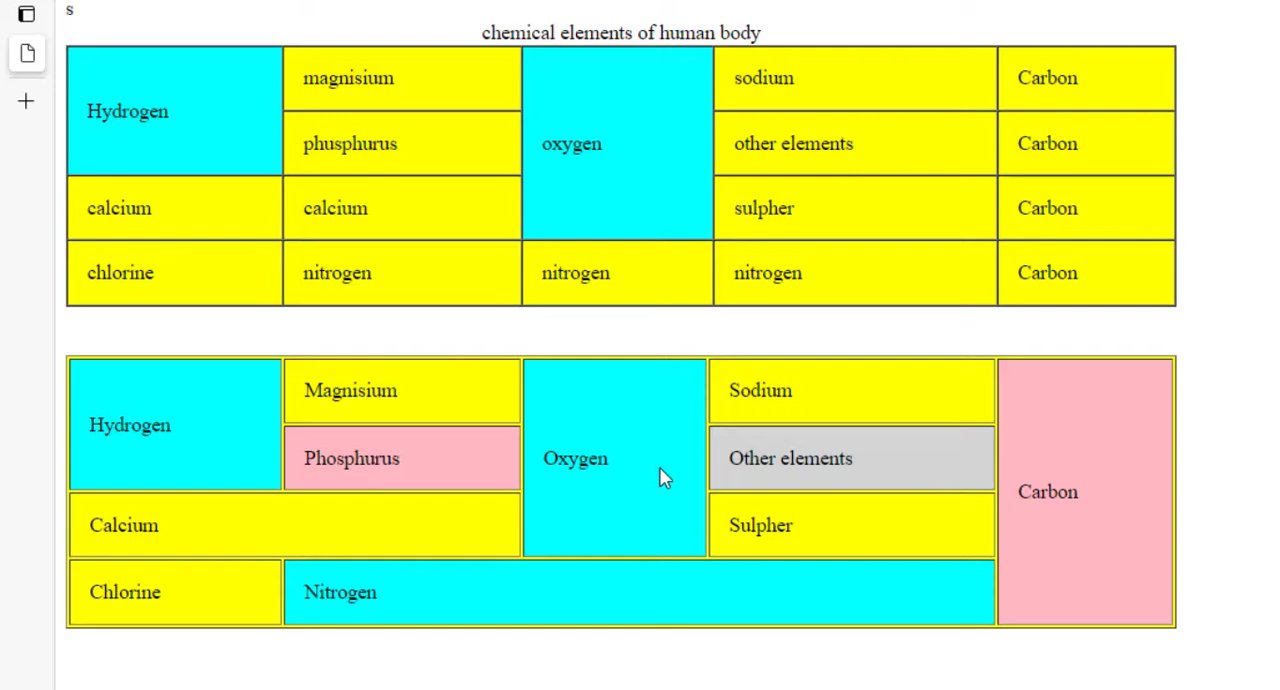 s
chemical elements of human body
Hydrogen
magnisium
oxygen
sodium
Carbon
phusphurus
other elements
Carbon
calcium
calcium
sulpher
Carbon
chlorine
nitrogen
nitrogen
nitrogen
Carbon
Hydrogen
Magnisium
Oxygen
Sodium
Carbon
Phosphurus
Other elements
Calcium
Sulpher
Chlorine
Nitrogen